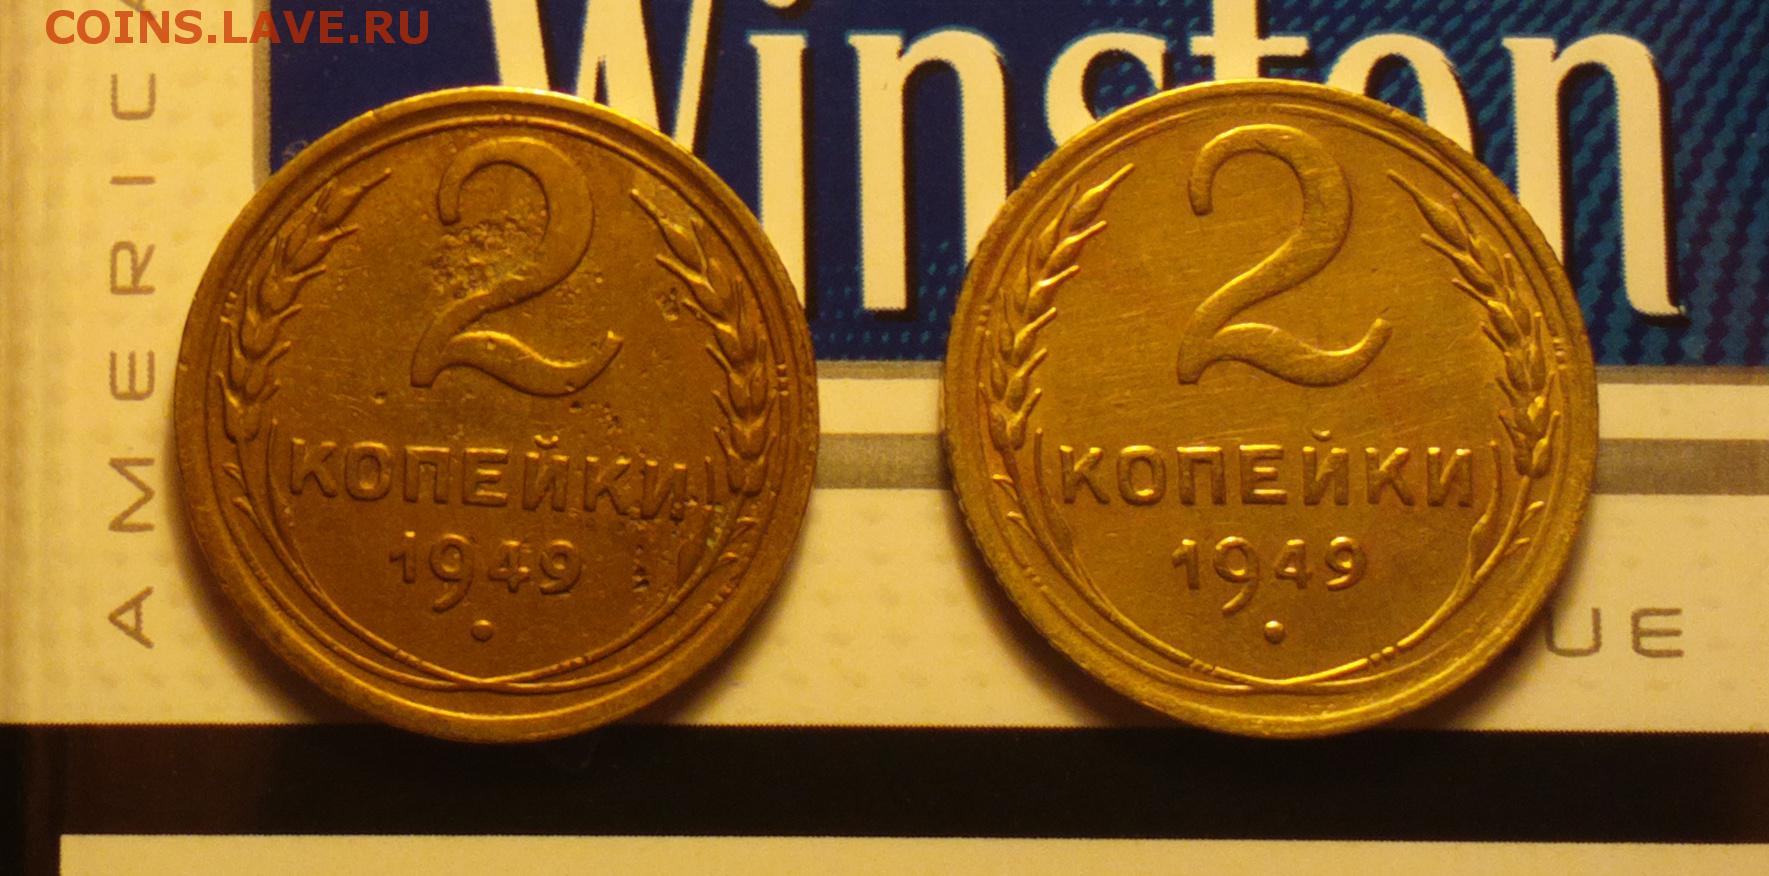 COINS.LAVE.RU
Winston
AMERICA
2
КОПЕЙКИ
1949
2
КОПЕЙКИ
1949
UE